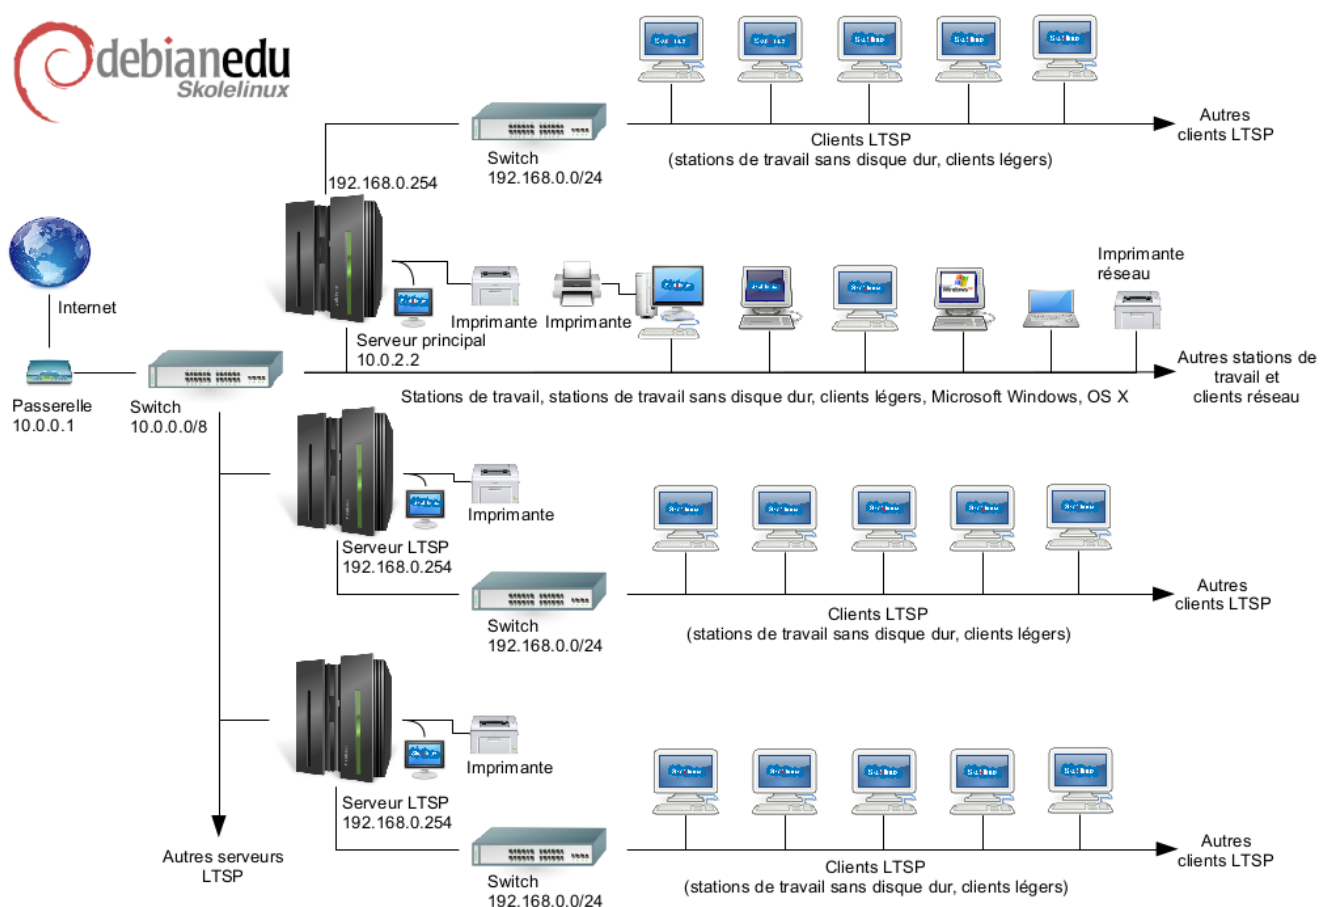 debianedu
Skolelinux
Autres
clients LTSP
Clients LTSP
(stations de travail sans disque dur, clients légers)
Switch
192.168.0.0/24
192.168.0.254
Internet
Imprimante
Imprimante
Imprimante
réseau
Windows
Serveur principal
10.0.2.2
Passerelle
10.0.0.1
Switch
10.0.0.0/8
Stations de travail, stations de travail sans disque dur, clients légers, Microsoft Windows, OS X
Autres stations de
travail et
clients réseau
Imprimante
Serveur LTSP
192.168.0.254
Switch
192.168.0.0/24
Clients LTSP
(stations de travail sans disque dur, clients légers)
Autres
clients LTSP
Imprimante
Serveur LTSP
192.168.0.254
Switch
192.168.0.0/24
Clients LTSP
(stations de travail sans disque dur, clients légers)
Autres
clients LTSP
Autres serveurs
LTSP